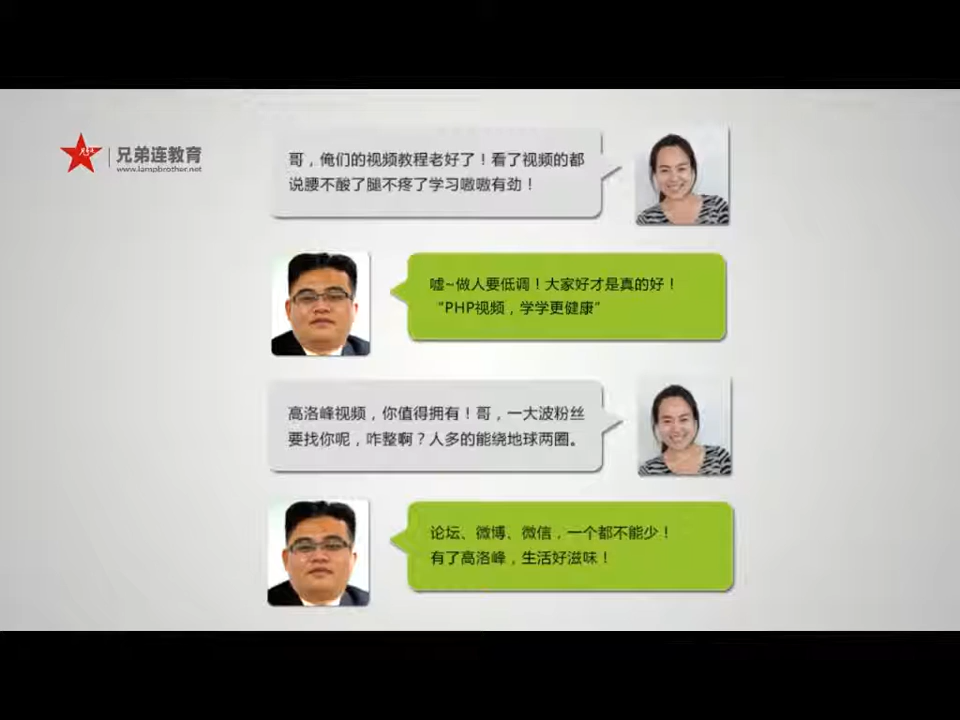 兄弟连教育
www.lampbrother.net
哥，俺们的视频教程老好了！看了视频的都
说腰不酸了腿不疼了学习嗷嗷有劲！
嘘~做人要低调！大家好才是真的好！
“PHP视频，学学更健康”
高洛峰视频，你值得拥有！哥，一大波粉丝
要找你呢，咋整啊？人多的能绕地球两圈。
论坛、微博、微信，一个都不能少！
有了高洛峰，生活好滋味！